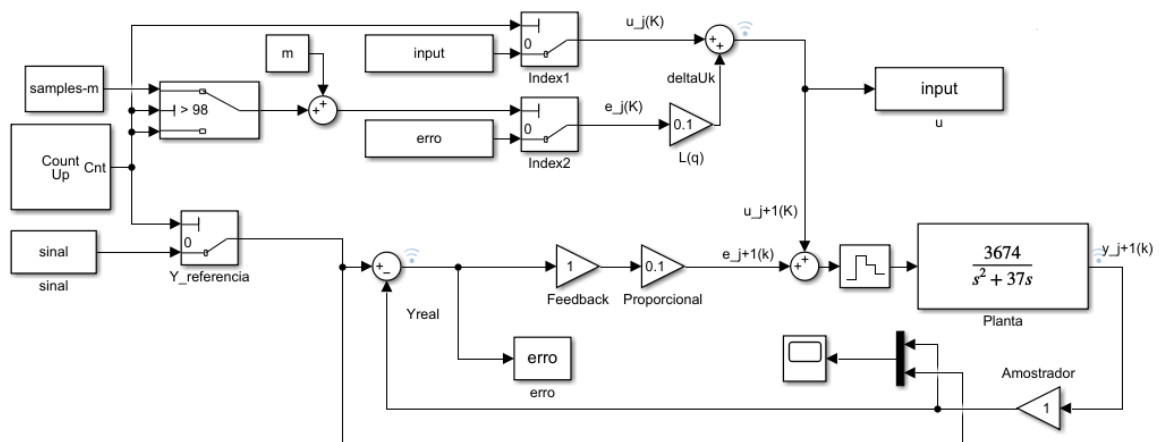 u_j(K)
m
input
0
Index1
+
+
deltaUk
samples-m
> 98
+
+
e_j(K)
input
u
0
0.1
erro
Index2
L(q)
Count
Up
Cnt
u_j+1(K)
0
sinal
sinal
Y_referencia
+
−
1
Feedback
0.1
Proporcional
e_j+1(k)
+
+
3674
s² + 37s
Planta
y_j+1(k)
Yreal
erro
erro
Amostrador
1